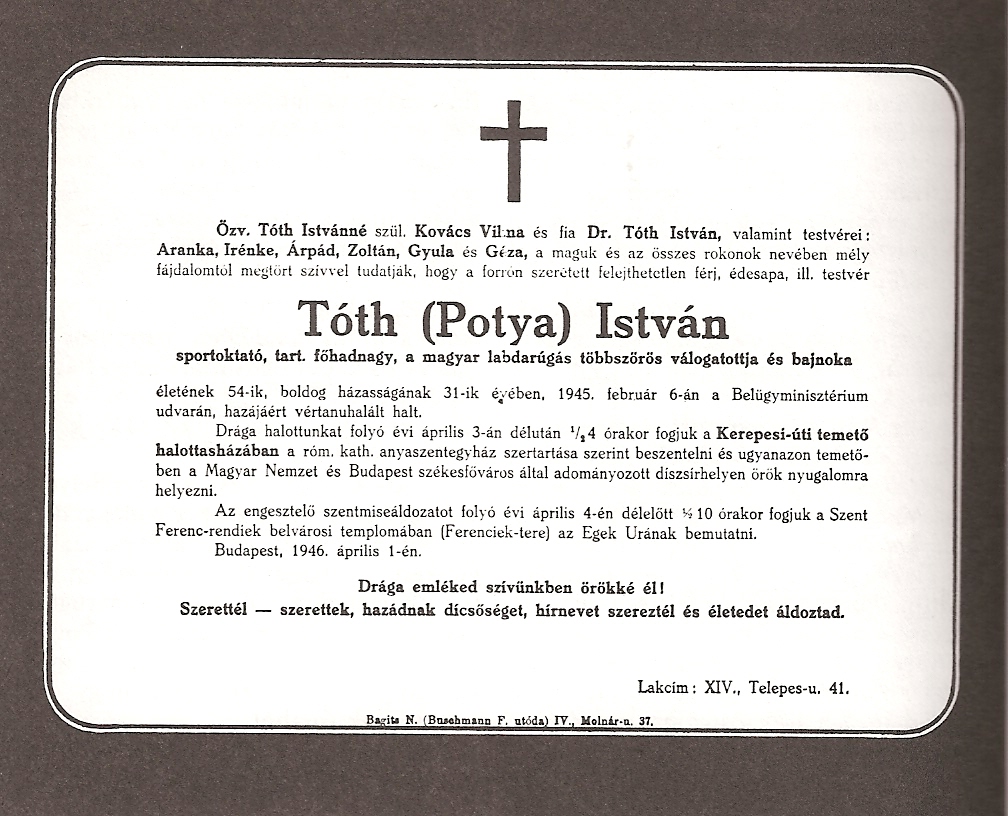 Özv. Tóth Istvánné szül. Kovács Vilma és fia Dr. Tóth István, valamint testvérei:
Aranka, Irénke, Árpád, Zoltán, Gyula és Géza, a maguk és az összes rokonok nevében mély
fájdalomtól megtört szívvel tudatják, hogy a forrón szeretett felejthetetlen férj, édesapa, ill. testvér
Tóth (Potya) István
sportoktató, tart. főhadnagy, a magyar labdarúgás többszörös válogatottja és bajnoka
életének 54-ik, boldog házasságának 31-ik évében, 1945. február 6-án a Belügyminisztérium
udvarán, hazájáért vértanuhalált halt.
Drága halottunkat folyó évi április 3-án délután ¹/₂4 órakor fogjuk a Kerepesi-úti temető
halottasházában a róm. kath. anyaszentegyház szertartása szerint beszentelni és ugyanazon temető-
ben a Magyar Nemzet és Budapest székesfőváros által adományozott díszsírhelyen örök nyugalomra
helyezni.
Az engesztelő szentmiseáldozatot folyó évi április 4-én délelőtt ½10 órakor fogjuk a Szent
Ferenc-rendiek belvárosi templomában (Ferenciek-tere) az Egek Urának bemutatni.
Budapest, 1946. április 1-én.
Drága emléked szívünkben örökké él!
Szerettél — szerettek, hazádnak dícsőséget, hírnevet szereztél és életedet áldoztad.
Lakcím: XIV., Telepes-u. 41.
Bagits N. (Buschmann F. utóda) IV., Molnár-u. 37.